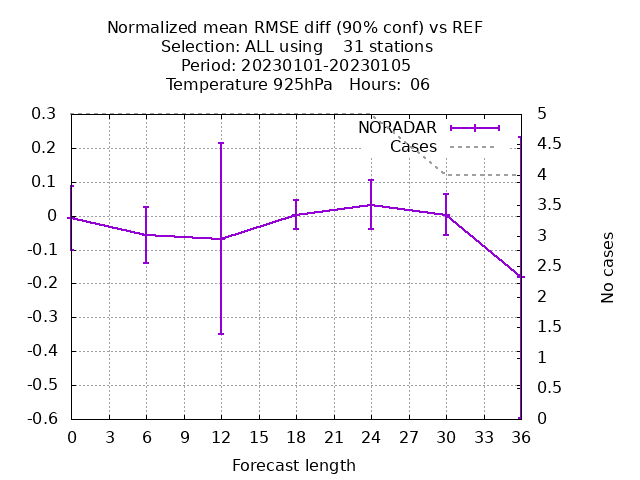 Normalized mean RMSE diff (90% conf) vs REF
Selection: ALL using    31 stations
Period: 20230101-20230105
Temperature 925hPa   Hours:  06
NORADAR
Cases
0.3
0.2
0.1
0
-0.1
-0.2
-0.3
-0.4
-0.5
-0.6
5
4.5
4
3.5
3
2.5
2
1.5
1
0.5
0
No cases
0 3 6 9 12 15 18 21 24 27 30 33 36
Forecast length